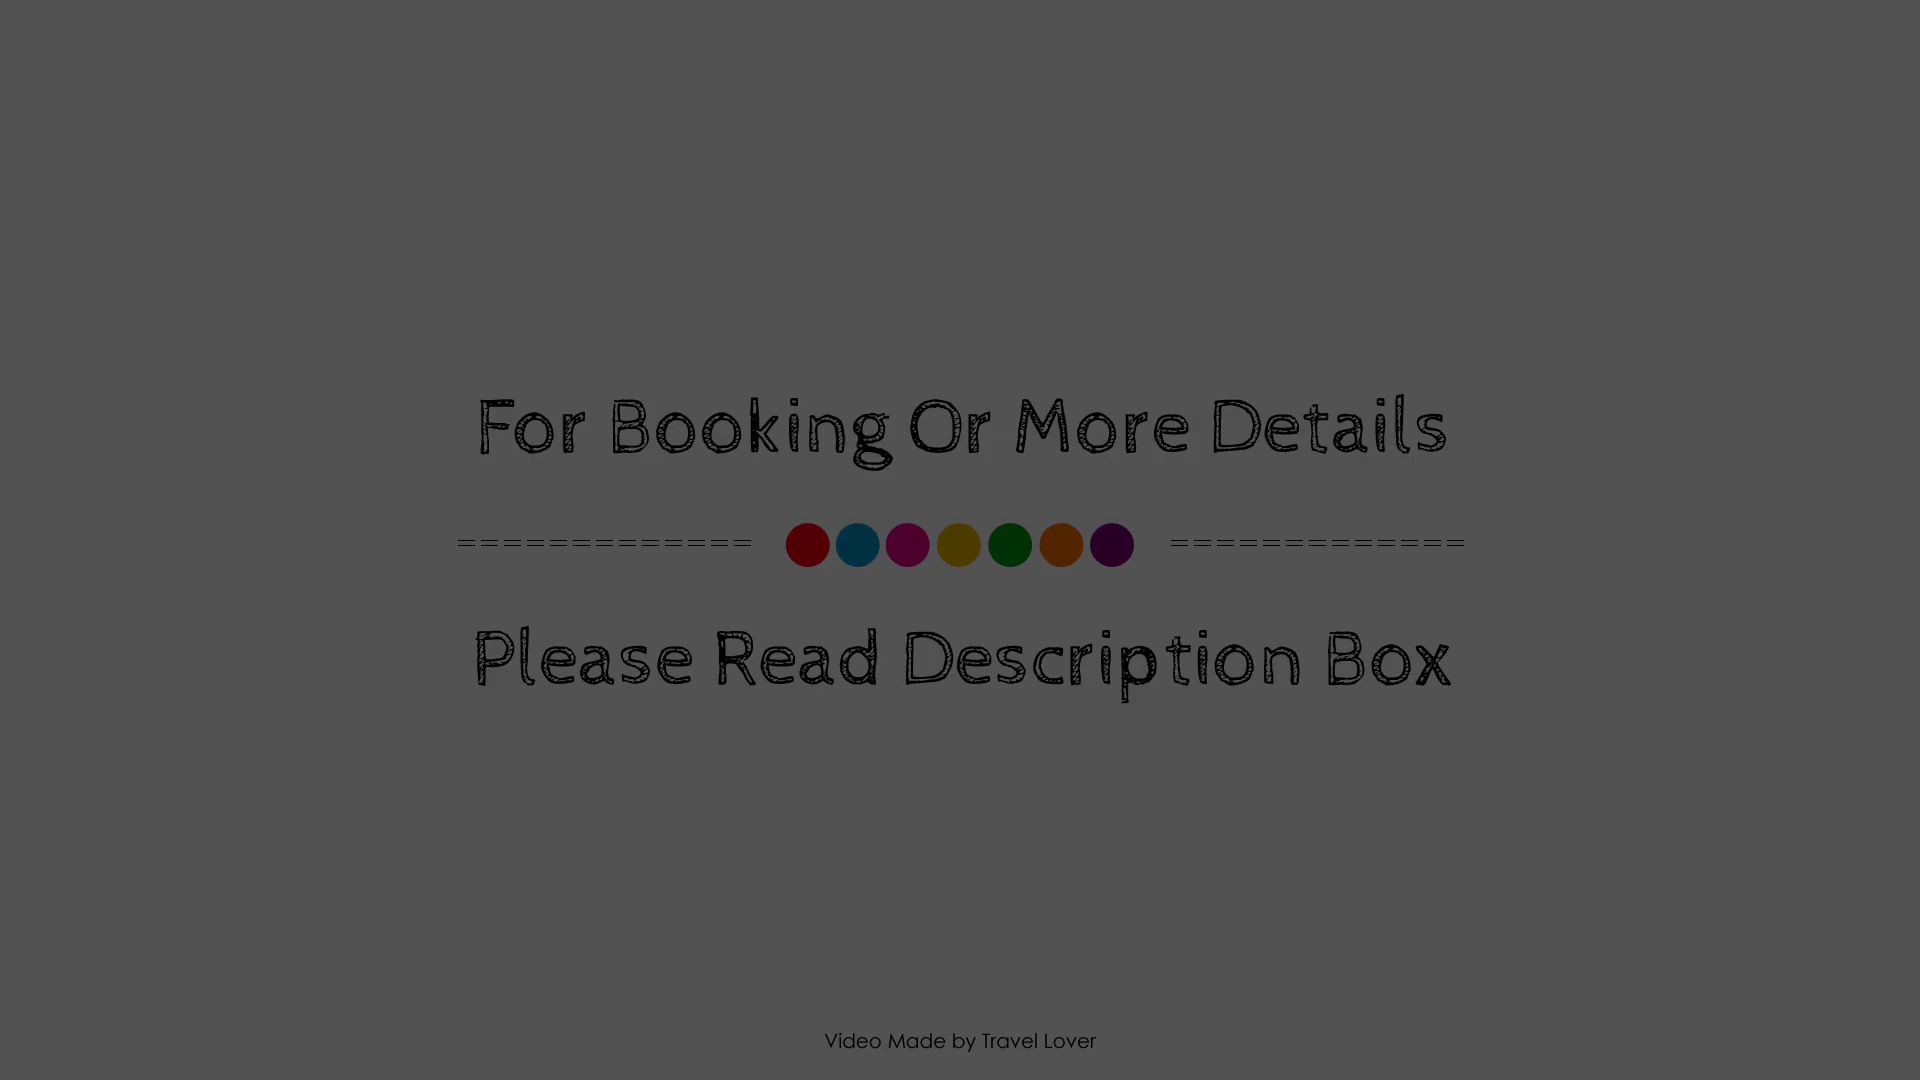 For Booking Or More Details
============= =============
Please Read Description Box
Video Made by Travel Lover